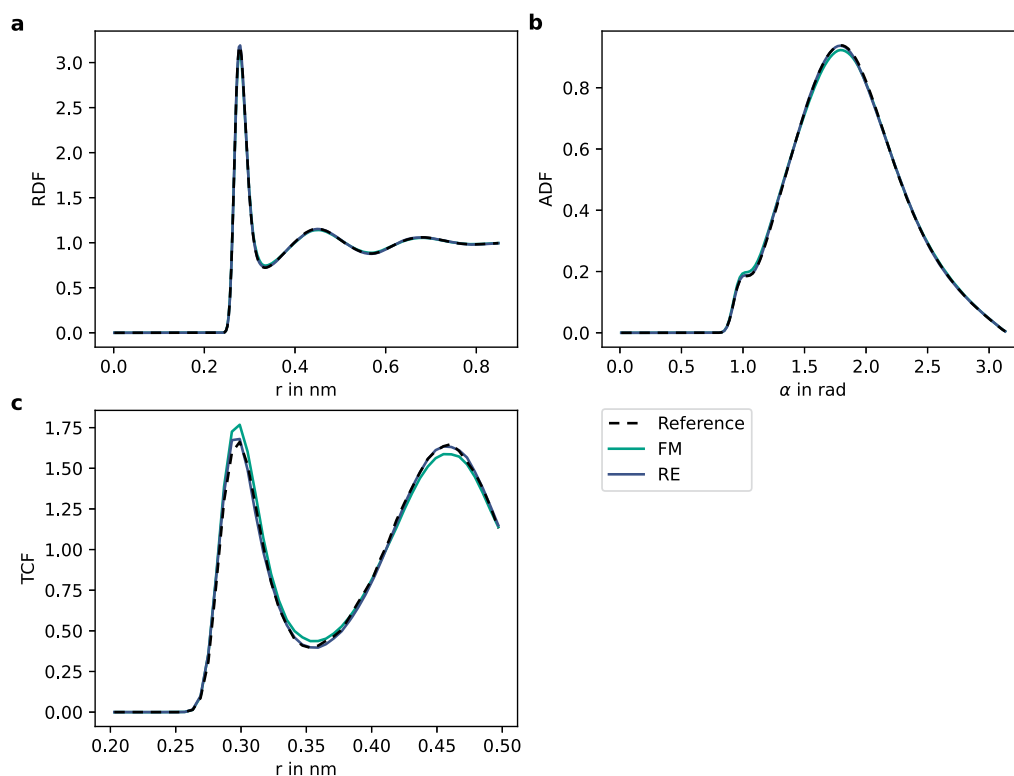 a
3.0
2.5
2.0
1.5
1.0
0.5
0.0
RDF
0.0 0.2 0.4 0.6 0.8
r in nm
b
0.8
0.6
0.4
0.2
0.0
ADF
0.0 0.5 1.0 1.5 2.0 2.5 3.0
α in rad
c
1.75
1.50
1.25
1.00
0.75
0.50
0.25
0.00
TCF
0.20 0.25 0.30 0.35 0.40 0.45 0.50
r in nm
Reference
FM
RE